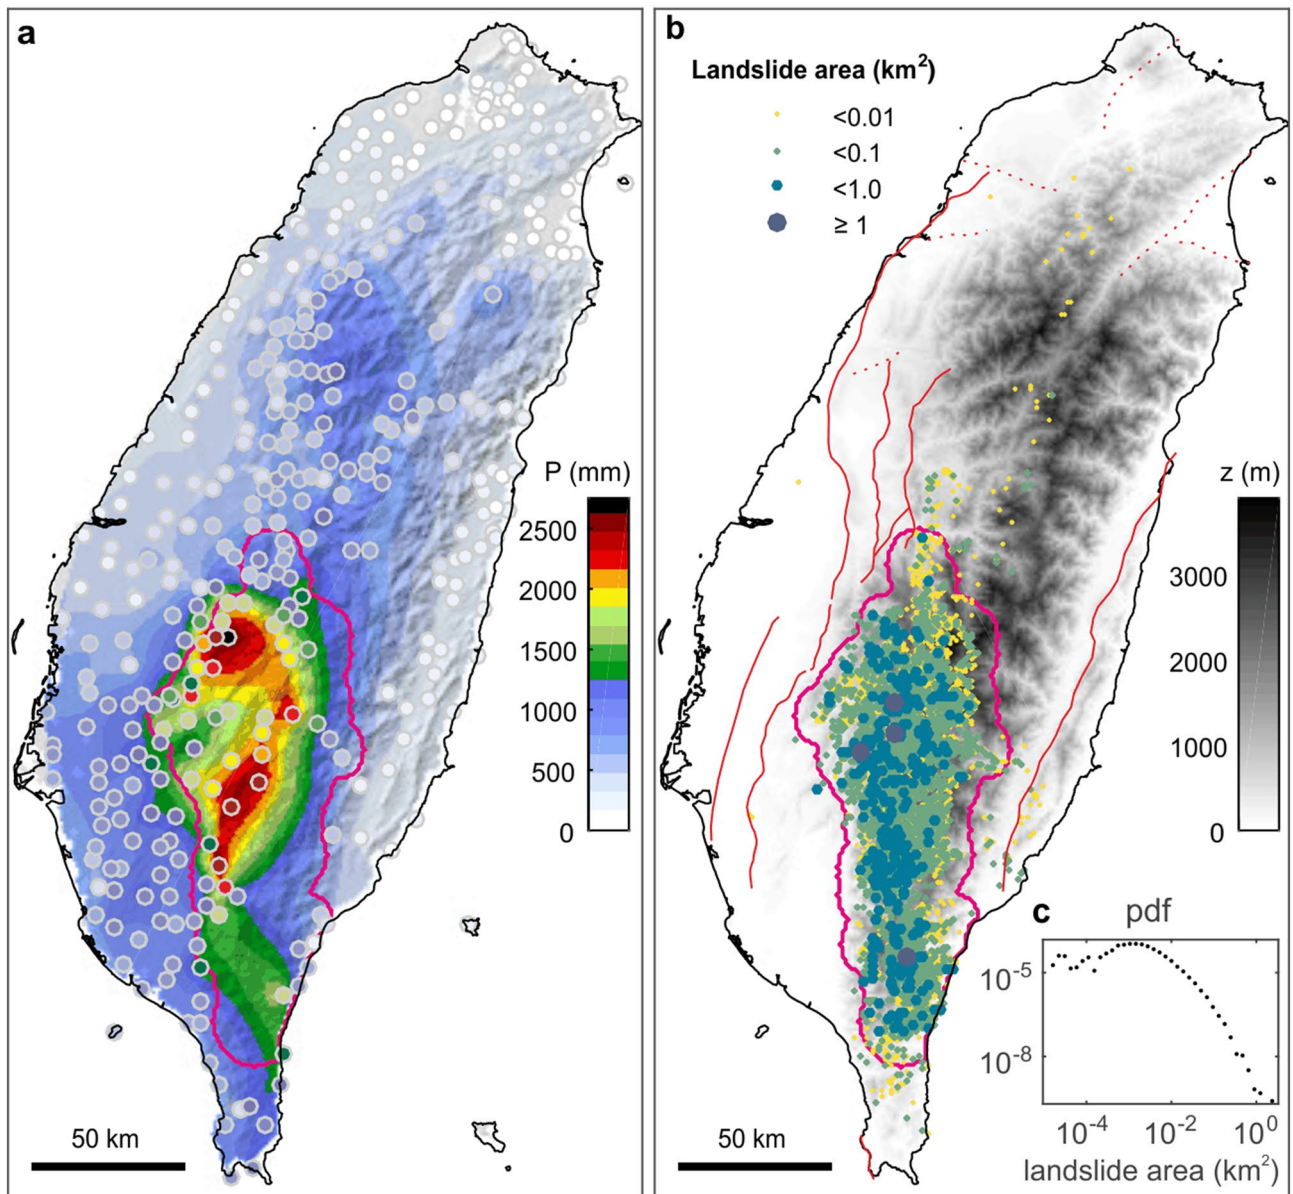 a
P (mm)
2500
2000
1500
1000
500
0
50 km
b
Landslide area (km²)
<0.01
<0.1
<1.0
≥ 1
z (m)
3000
2000
1000
0
50 km
c
pdf
10⁻⁵
10⁻⁸
10⁻⁴ 10⁻² 10⁰
landslide area (km²)